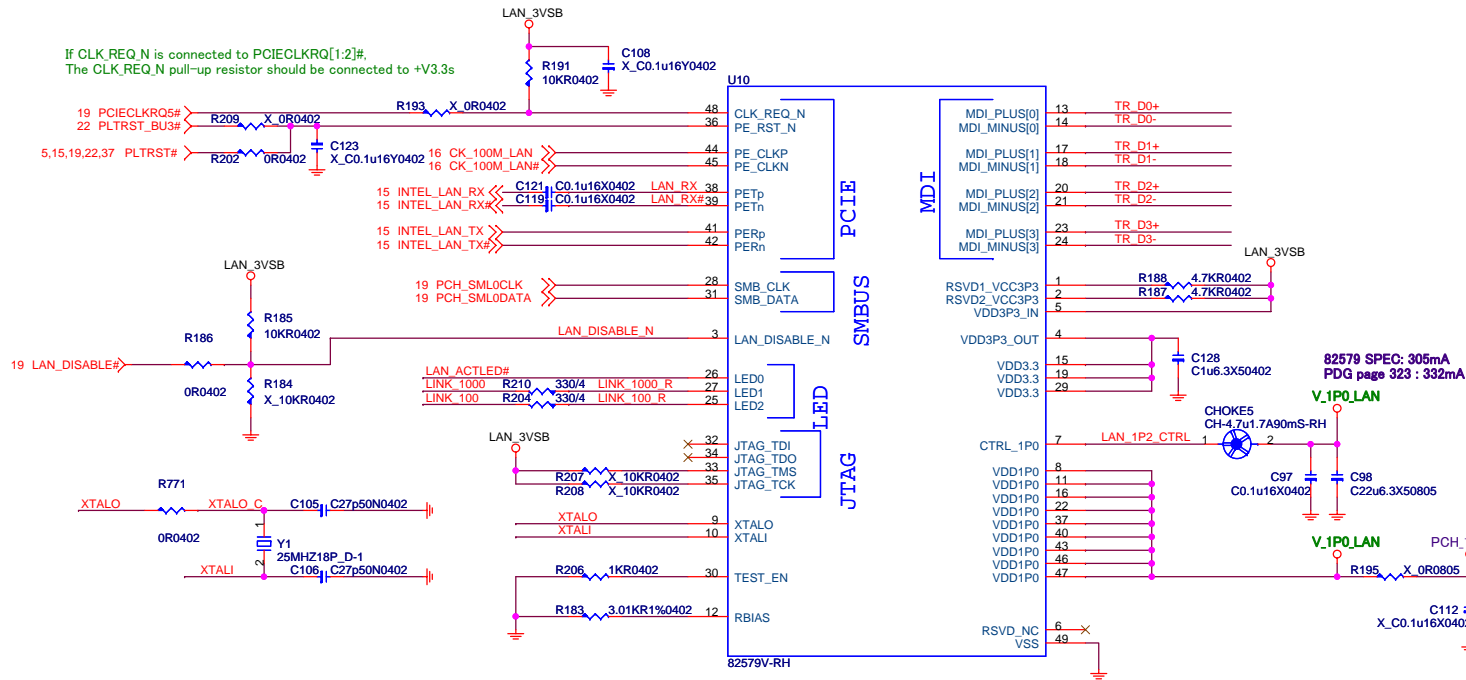 LAN_3VSB
If CLK_REQ_N is connected to PCIECLKRQ[1:2]#,
The CLK_REQ_N pull-up resistor should be connected to +V3.3s
R191
10KR0402
C108
X_C0.1u16Y0402
U10
19 PCIECLKRQ5#
R193
X_0R0402
48
CLK_REQ_N
22 PLTRST_BU3#
R209
X_0R0402
36
PE_RST_N
5,15,19,22,37 PLTRST#
R202
0R0402
C123
X_C0.1u16Y0402
16 CK_100M_LAN
44
PE_CLKP
16 CK_100M_LAN#
45
PE_CLKN
15 INTEL_LAN_RX
C121
C0.1u16X0402
LAN_RX
38
PETp
15 INTEL_LAN_RX#
C119
C0.1u16X0402
LAN_RX#
39
PETn
15 INTEL_LAN_TX
41
PERp
15 INTEL_LAN_TX#
42
PERn
PCIE
19 PCH_SML0CLK
28
SMB_CLK
19 PCH_SML0DATA
31
SMB_DATA
SMBUS
LAN_3VSB
R185
10KR0402
R186
0R0402
19 LAN_DISABLE#
R184
X_10KR0402
LAN_DISABLE_N
3
LAN_DISABLE_N
LAN_ACTLED#
26
LED0
LINK_1000
R210
330/4
LINK_1000_R
27
LED1
LINK_100
R204
330/4
LINK_100_R
25
LED2
LED
LAN_3VSB
32
JTAG_TDI
34
JTAG_TDO
33
JTAG_TMS
35
JTAG_TCK
R207
X_10KR0402
R208
X_10KR0402
JTAG
XTALO
R771
0R0402
XTALO_C
C105
C27p50N0402
1
2
Y1
25MHZ18P_D-1
XTALI
C106
C27p50N0402
XTALO
9
XTALO
XTALI
10
XTALI
R206
1KR0402
30
TEST_EN
R183
3.01KR1%0402
12
RBIAS
82579V-RH
MDI
MDI_PLUS[0]
13
TR_D0+
MDI_MINUS[0]
14
TR_D0-
MDI_PLUS[1]
17
TR_D1+
MDI_MINUS[1]
18
TR_D1-
MDI_PLUS[2]
20
TR_D2+
MDI_MINUS[2]
21
TR_D2-
MDI_PLUS[3]
23
TR_D3+
MDI_MINUS[3]
24
TR_D3-
LAN_3VSB
RSVD1_VCC3P3
1
R188
4.7KR0402
RSVD2_VCC3P3
2
R187
4.7KR0402
VDD3P3_IN
5
VDD3P3_OUT
4
VDD3.3
15
VDD3.3
19
VDD3.3
29
C128
C1u6.3X50402
82579 SPEC: 305mA
PDG page 323 : 332mA
V_1P0_LAN
CHOKE5
CH-4.7u1.7A90mS-RH
CTRL_1P0
7
LAN_1P2_CTRL
1
2
C97
C0.1u16X0402
C98
C22u6.3X50805
VDD1P0
8
VDD1P0
11
VDD1P0
16
VDD1P0
22
VDD1P0
37
VDD1P0
40
VDD1P0
43
VDD1P0
46
VDD1P0
47
V_1P0_LAN
R195
X_0R0805
C112
RSVD_NC
6
VSS
49